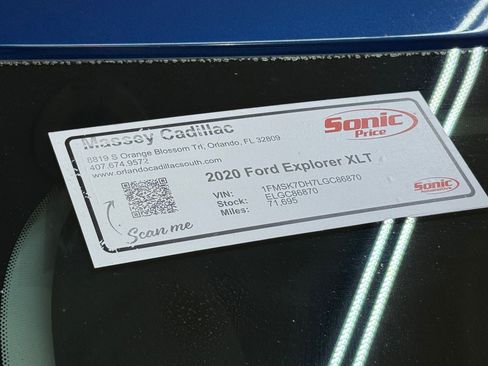 Massey Cadillac
8819 S Orange Blossom Trl, Orlando, FL 32809
407.674.9572
www.orlandocadillacsouth.com
Sonic
Price
2020 Ford Explorer XLT
VIN: 1FMSK7DH7LGC86870
Stock: ELGC86870
Miles: 71,695
Scan me
Sonic